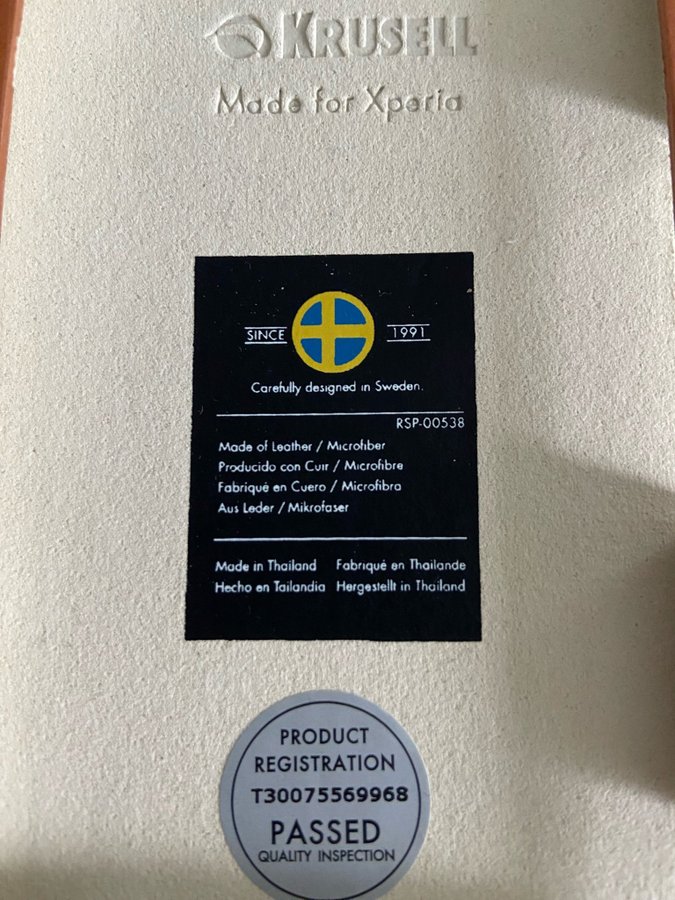 KRUSELL
Made for Xperia
SINCE 1991
Carefully designed in Sweden.
RSP-00538
Made of Leather / Microfiber
Producido con Cuir / Microfibre
Fabriqué en Cuero / Microfibra
Aus Leder / Mikrofaser
Made in Thailand Fabriqué en Thailande
Hecho en Tailandia Hergestellt in Thailand
PRODUCT
REGISTRATION
T30075569968
PASSED
QUALITY INSPECTION